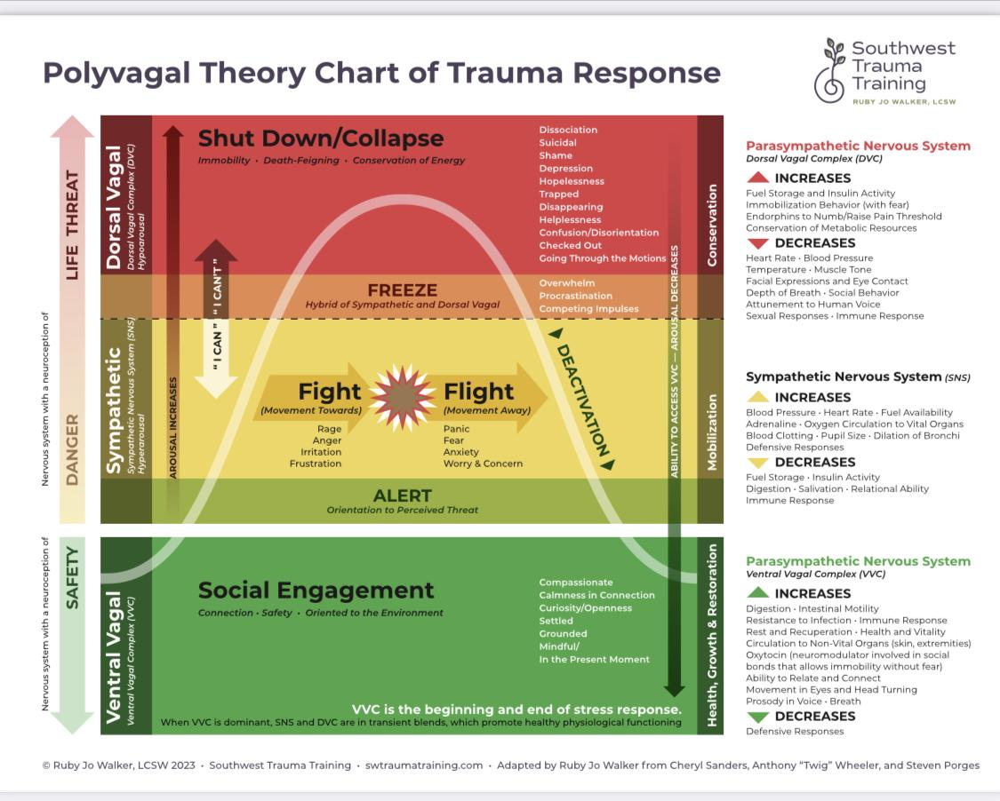 Polyvagal Theory Chart of Trauma Response
Southwest
Trauma
Training
RUBY JO WALKER, LCSW
Nervous system with a neuroception of
LIFE THREAT
DANGER
Nervous system with a neuroception of
SAFETY
Dorsal Vagal
Dorsal Vagal Complex (DVC)
Hypoarousal
Sympathetic
Sympathetic Nervous System (SNS)
Hyperarousal
Ventral Vagal
Ventral Vagal Complex (VVC)
AROUSAL INCREASES
Shut Down/Collapse
Immobility • Death-Feigning • Conservation of Energy
Dissociation
Suicidal
Shame
Depression
Hopelessness
Trapped
Disappearing
Helplessness
Confusion/Disorientation
Checked Out
Going Through the Motions
"I CAN'T"
"I CAN"
FREEZE
Hybrid of Sympathetic and Dorsal Vagal
Overwhelm
Procrastination
Competing Impulses
Fight
(Movement Towards)
Rage
Anger
Irritation
Frustration
Flight
(Movement Away)
Panic
Fear
Anxiety
Worry & Concern
DEACTIVATION
ABILITY TO ACCESS VVC — AROUSAL DECREASES
ALERT
Orientation to Perceived Threat
Social Engagement
Connection • Safety • Oriented to the Environment
Compassionate
Calmness in Connection
Curiosity/Openness
Settled
Grounded
Mindful/
In the Present Moment
VVC is the beginning and end of stress response.
When VVC is dominant, SNS and DVC are in transient blends, which promote healthy physiological functioning
Conservation
Mobilization
Health, Growth & Restoration
Parasympathetic Nervous System
Dorsal Vagal Complex (DVC)
INCREASES
Fuel Storage and Insulin Activity
Immobilization Behavior (with fear)
Endorphins to Numb/Raise Pain Threshold
Conservation of Metabolic Resources
DECREASES
Heart Rate • Blood Pressure
Temperature • Muscle Tone
Facial Expressions and Eye Contact
Depth of Breath • Social Behavior
Attunement to Human Voice
Sexual Responses • Immune Response
Sympathetic Nervous System (SNS)
INCREASES
Blood Pressure • Heart Rate • Fuel Availability
Adrenaline • Oxygen Circulation to Vital Organs
Blood Clotting • Pupil Size • Dilation of Bronchi
Defensive Responses
DECREASES
Fuel Storage • Insulin Activity
Digestion • Salivation • Relational Ability
Immune Response
Parasympathetic Nervous System
Ventral Vagal Complex (VVC)
INCREASES
Digestion • Intestinal Motility
Resistance to Infection • Immune Response
Rest and Recuperation • Health and Vitality
Circulation to Non-Vital Organs (skin, extremities)
Oxytocin (neuromodulator involved in social
bonds that allows immobility without fear)
Ability to Relate and Connect
Movement in Eyes and Head Turning
Prosody in Voice • Breath
DECREASES
Defensive Responses
© Ruby Jo Walker, LCSW 2023 • Southwest Trauma Training • swtraumatraining.com • Adapted by Ruby Jo Walker from Cheryl Sanders, Anthony "Twig" Wheeler, and Steven Porges